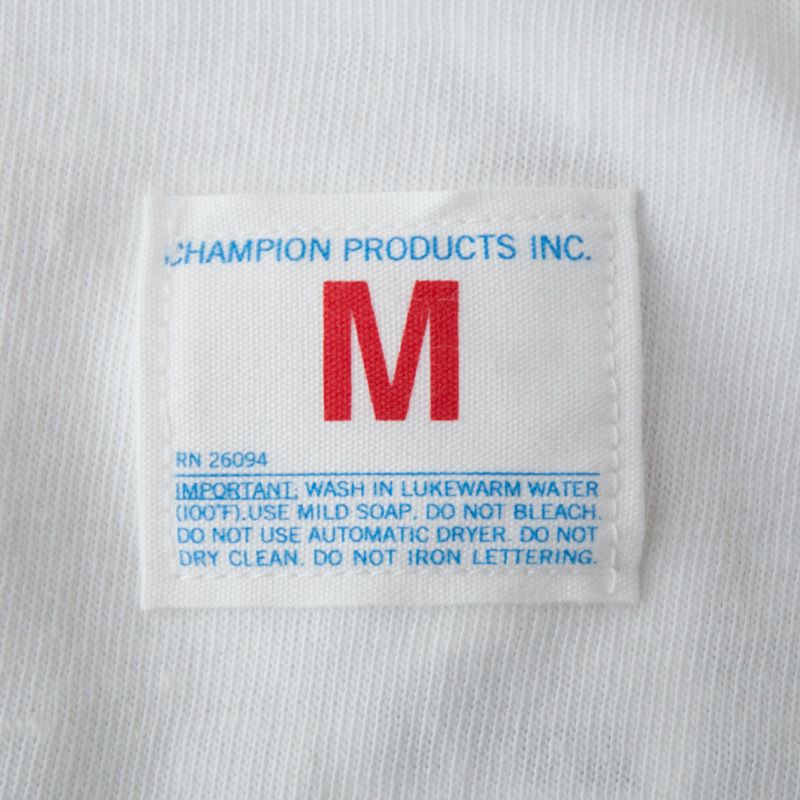 CHAMPION PRODUCTS INC.
M
RN 26094
IMPORTANT: WASH IN LUKEWARM WATER
(100°F). USE MILD SOAP. DO NOT BLEACH.
DO NOT USE AUTOMATIC DRYER. DO NOT
DRY CLEAN. DO NOT IRON LETTERING.